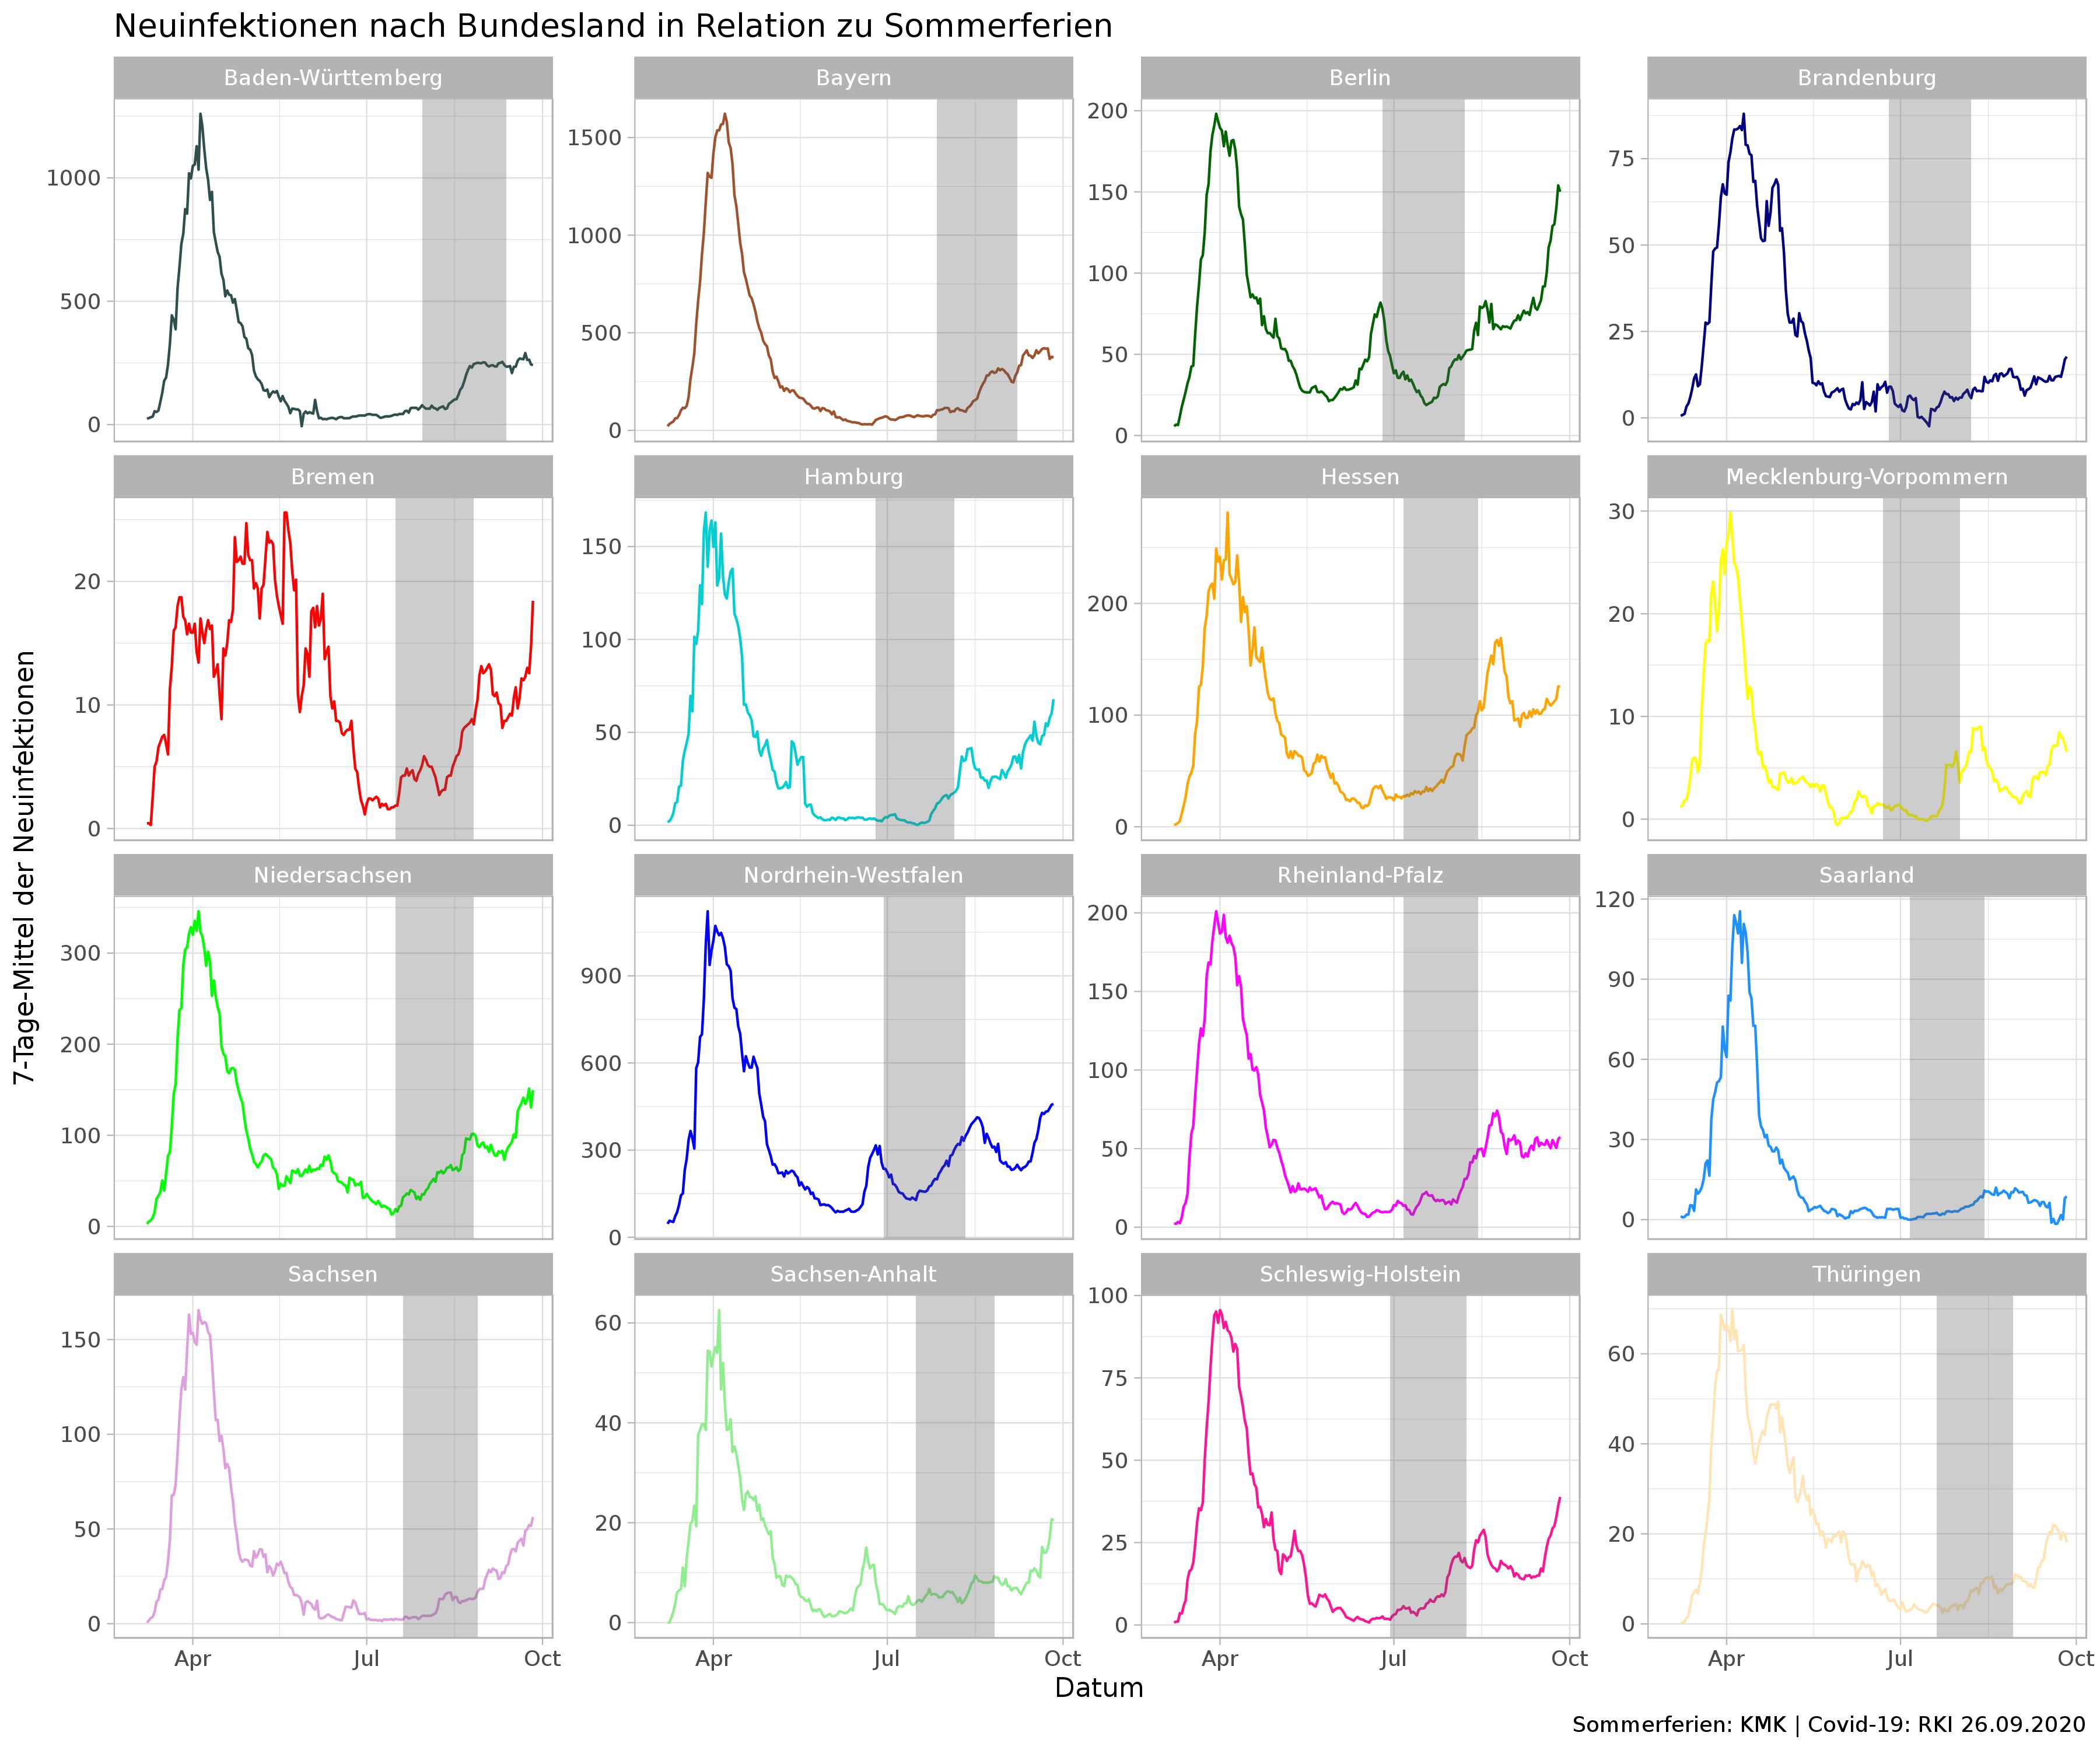 Neuinfektionen nach Bundesland in Relation zu Sommerferien
Baden-Württemberg
Bayern
Berlin
Brandenburg
1000
500
0
1500
1000
500
0
200
150
100
50
0
75
50
25
0
Bremen
Hamburg
Hessen
Mecklenburg-Vorpommern
20
10
0
150
100
50
0
200
100
0
30
20
10
0
7-Tage-Mittel der Neuinfektionen
Niedersachsen
Nordrhein-Westfalen
Rheinland-Pfalz
Saarland
300
200
100
0
900
600
300
0
200
150
100
50
0
120
90
60
30
0
Sachsen
Sachsen-Anhalt
Schleswig-Holstein
Thüringen
150
100
50
0
60
40
20
0
100
75
50
25
0
60
40
20
0
Apr Jul Oct
Apr Jul Oct
Apr Jul Oct
Apr Jul Oct
Datum
Sommerferien: KMK | Covid-19: RKI 26.09.2020